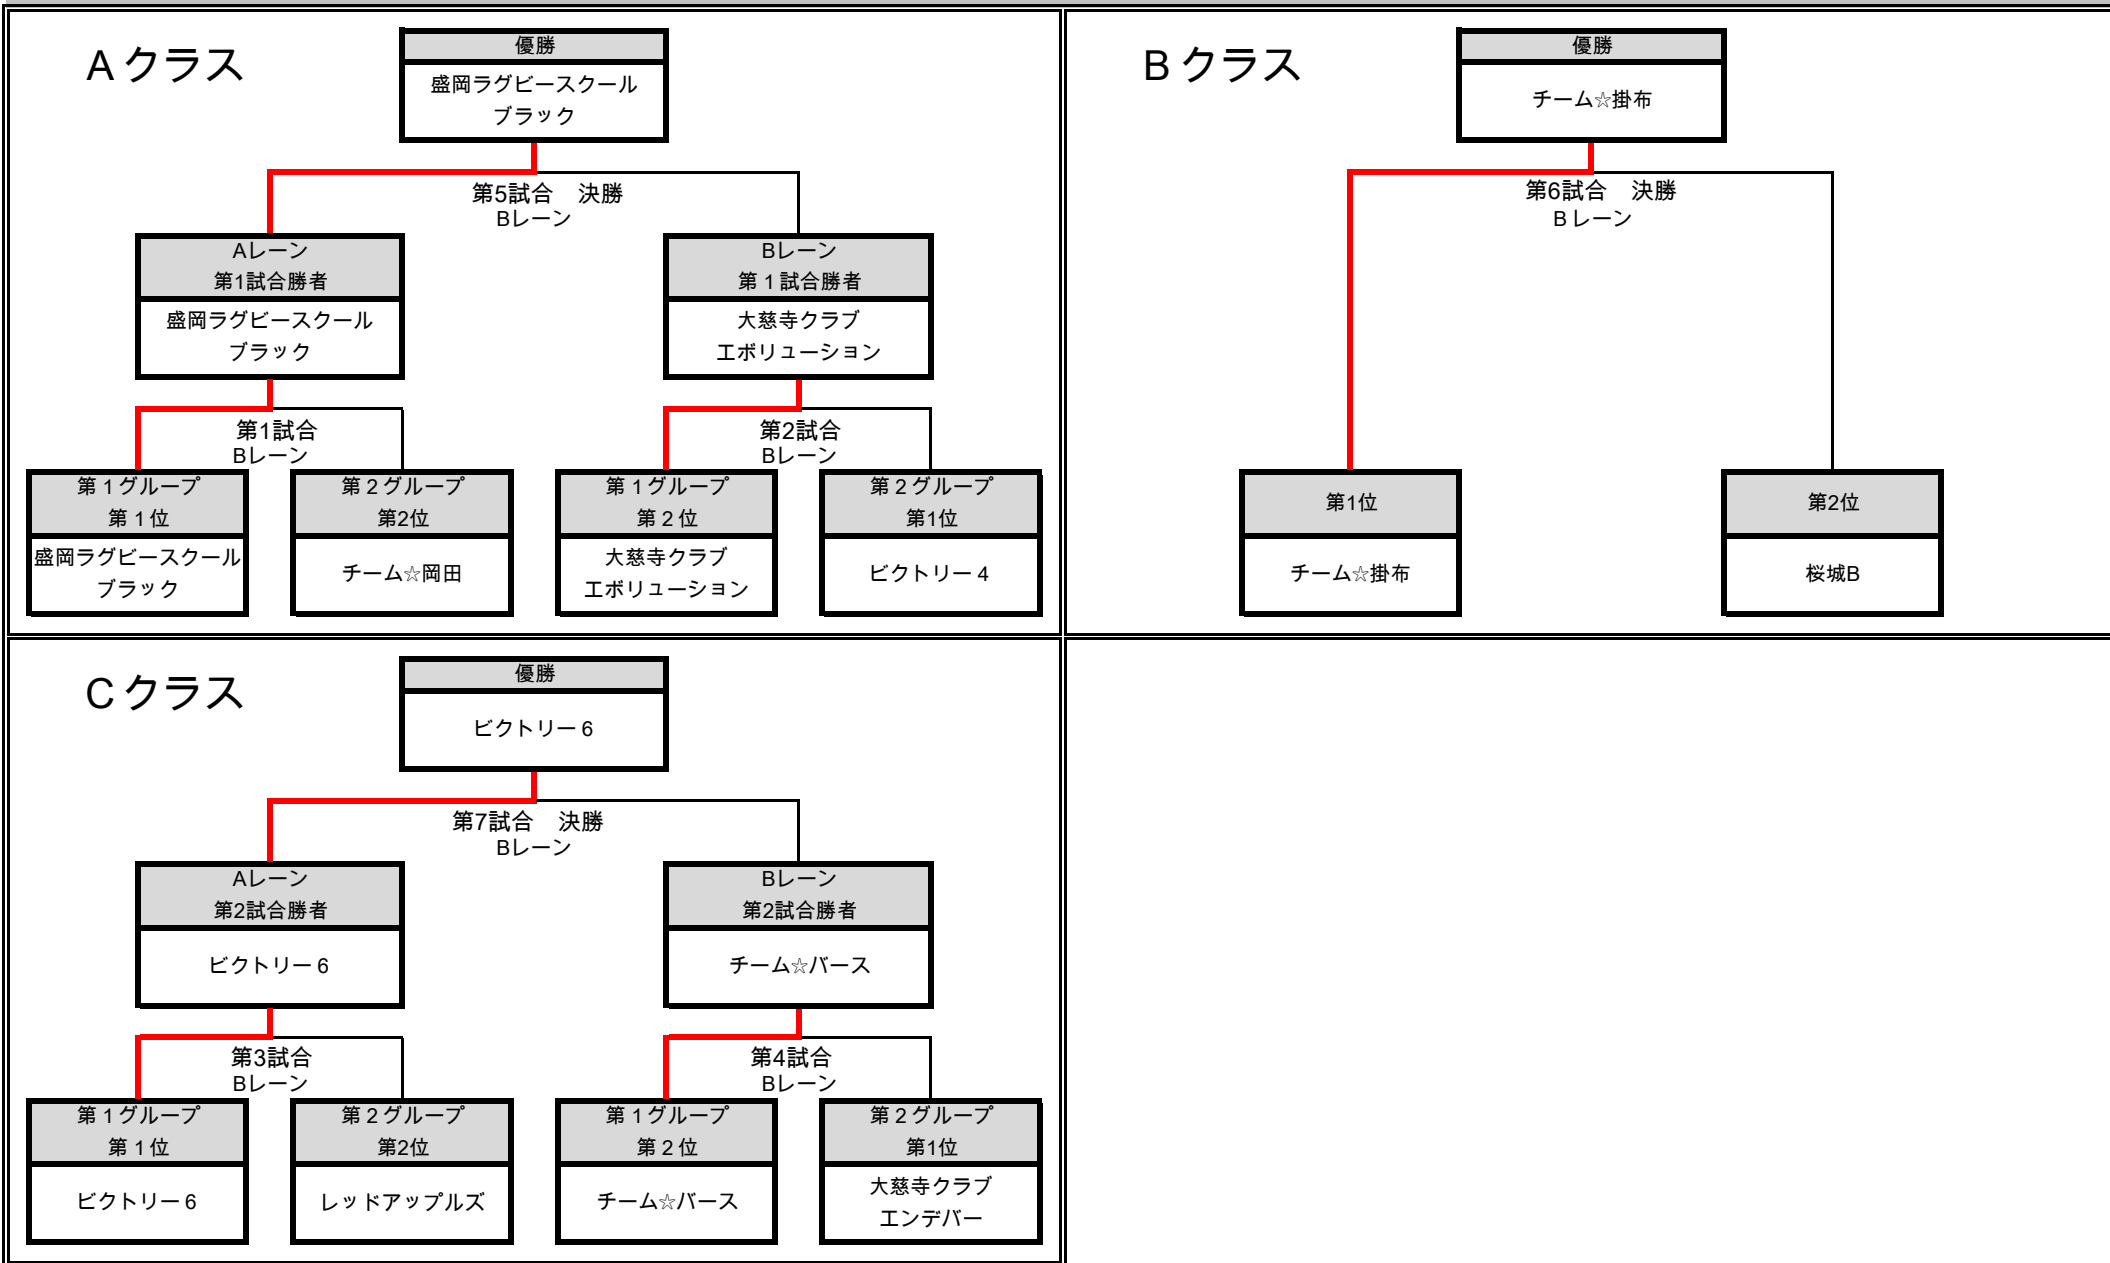 Aクラス
優勝
盛岡ラグビースクール
ブラック
第5試合　決勝
Bレーン
Aレーン
第1試合勝者
盛岡ラグビースクール
ブラック
Bレーン
第１試合勝者
大慈寺クラブ
エボリューション
第1試合
Bレーン
第2試合
Bレーン
第１グループ
第１位
盛岡ラグビースクール
ブラック
第２グループ
第2位
チーム☆岡田
第１グループ
第２位
大慈寺クラブ
エボリューション
第２グループ
第1位
ビクトリー４
Bクラス
優勝
チーム☆掛布
第6試合　決勝
Bレーン
第1位
チーム☆掛布
第2位
桜城B
Cクラス
優勝
ビクトリー６
第7試合　決勝
Bレーン
Aレーン
第2試合勝者
ビクトリー６
Bレーン
第2試合勝者
チーム☆バース
第3試合
Bレーン
第4試合
Bレーン
第１グループ
第１位
ビクトリー６
第２グループ
第2位
レッドアップルズ
第１グループ
第２位
チーム☆バース
第２グループ
第1位
大慈寺クラブ
エンデバー